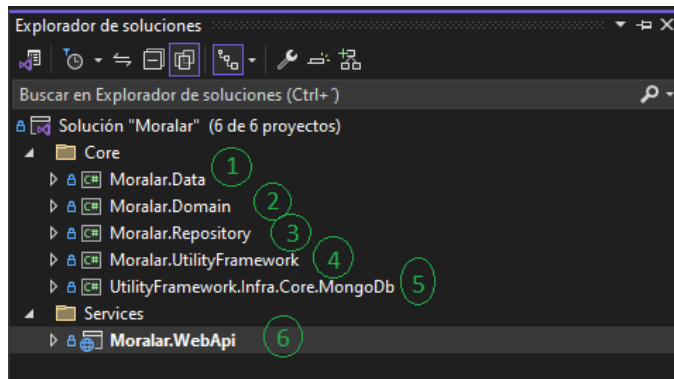 Explorador de soluciones
Buscar en Explorador de soluciones (Ctrl+´)
Solución "Moralar" (6 de 6 proyectos)
Core
C# Moralar.Data 1
C# Moralar.Domain 2
C# Moralar.Repository 3
C# Moralar.UtilityFramework 4
C# UtilityFramework.Infra.Core.MongoDb 5
Services
Moralar.WebApi 6